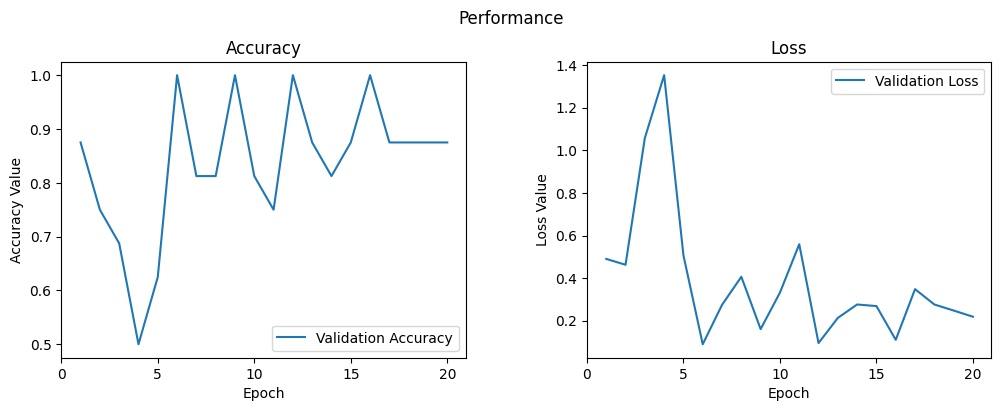 Performance
Accuracy
1.0
0.9
0.8
0.7
0.6
0.5
Accuracy Value
Validation Accuracy
0 5 10 15 20
Epoch
Loss
1.4
1.2
1.0
0.8
0.6
0.4
0.2
Loss Value
Validation Loss
0 5 10 15 20
Epoch